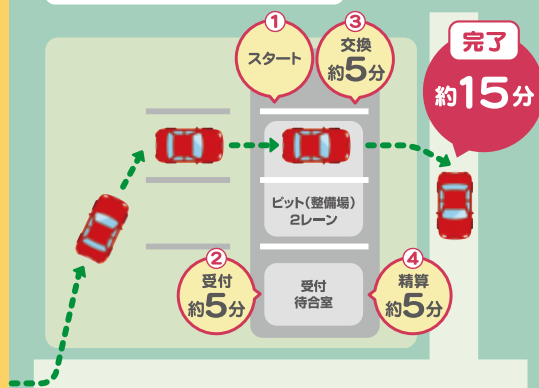 ①
スタート
③
交換
約5分
完了
約15分
ピット(整備場)
2レーン
②
受付
約5分
受付
待合室
④
精算
約5分